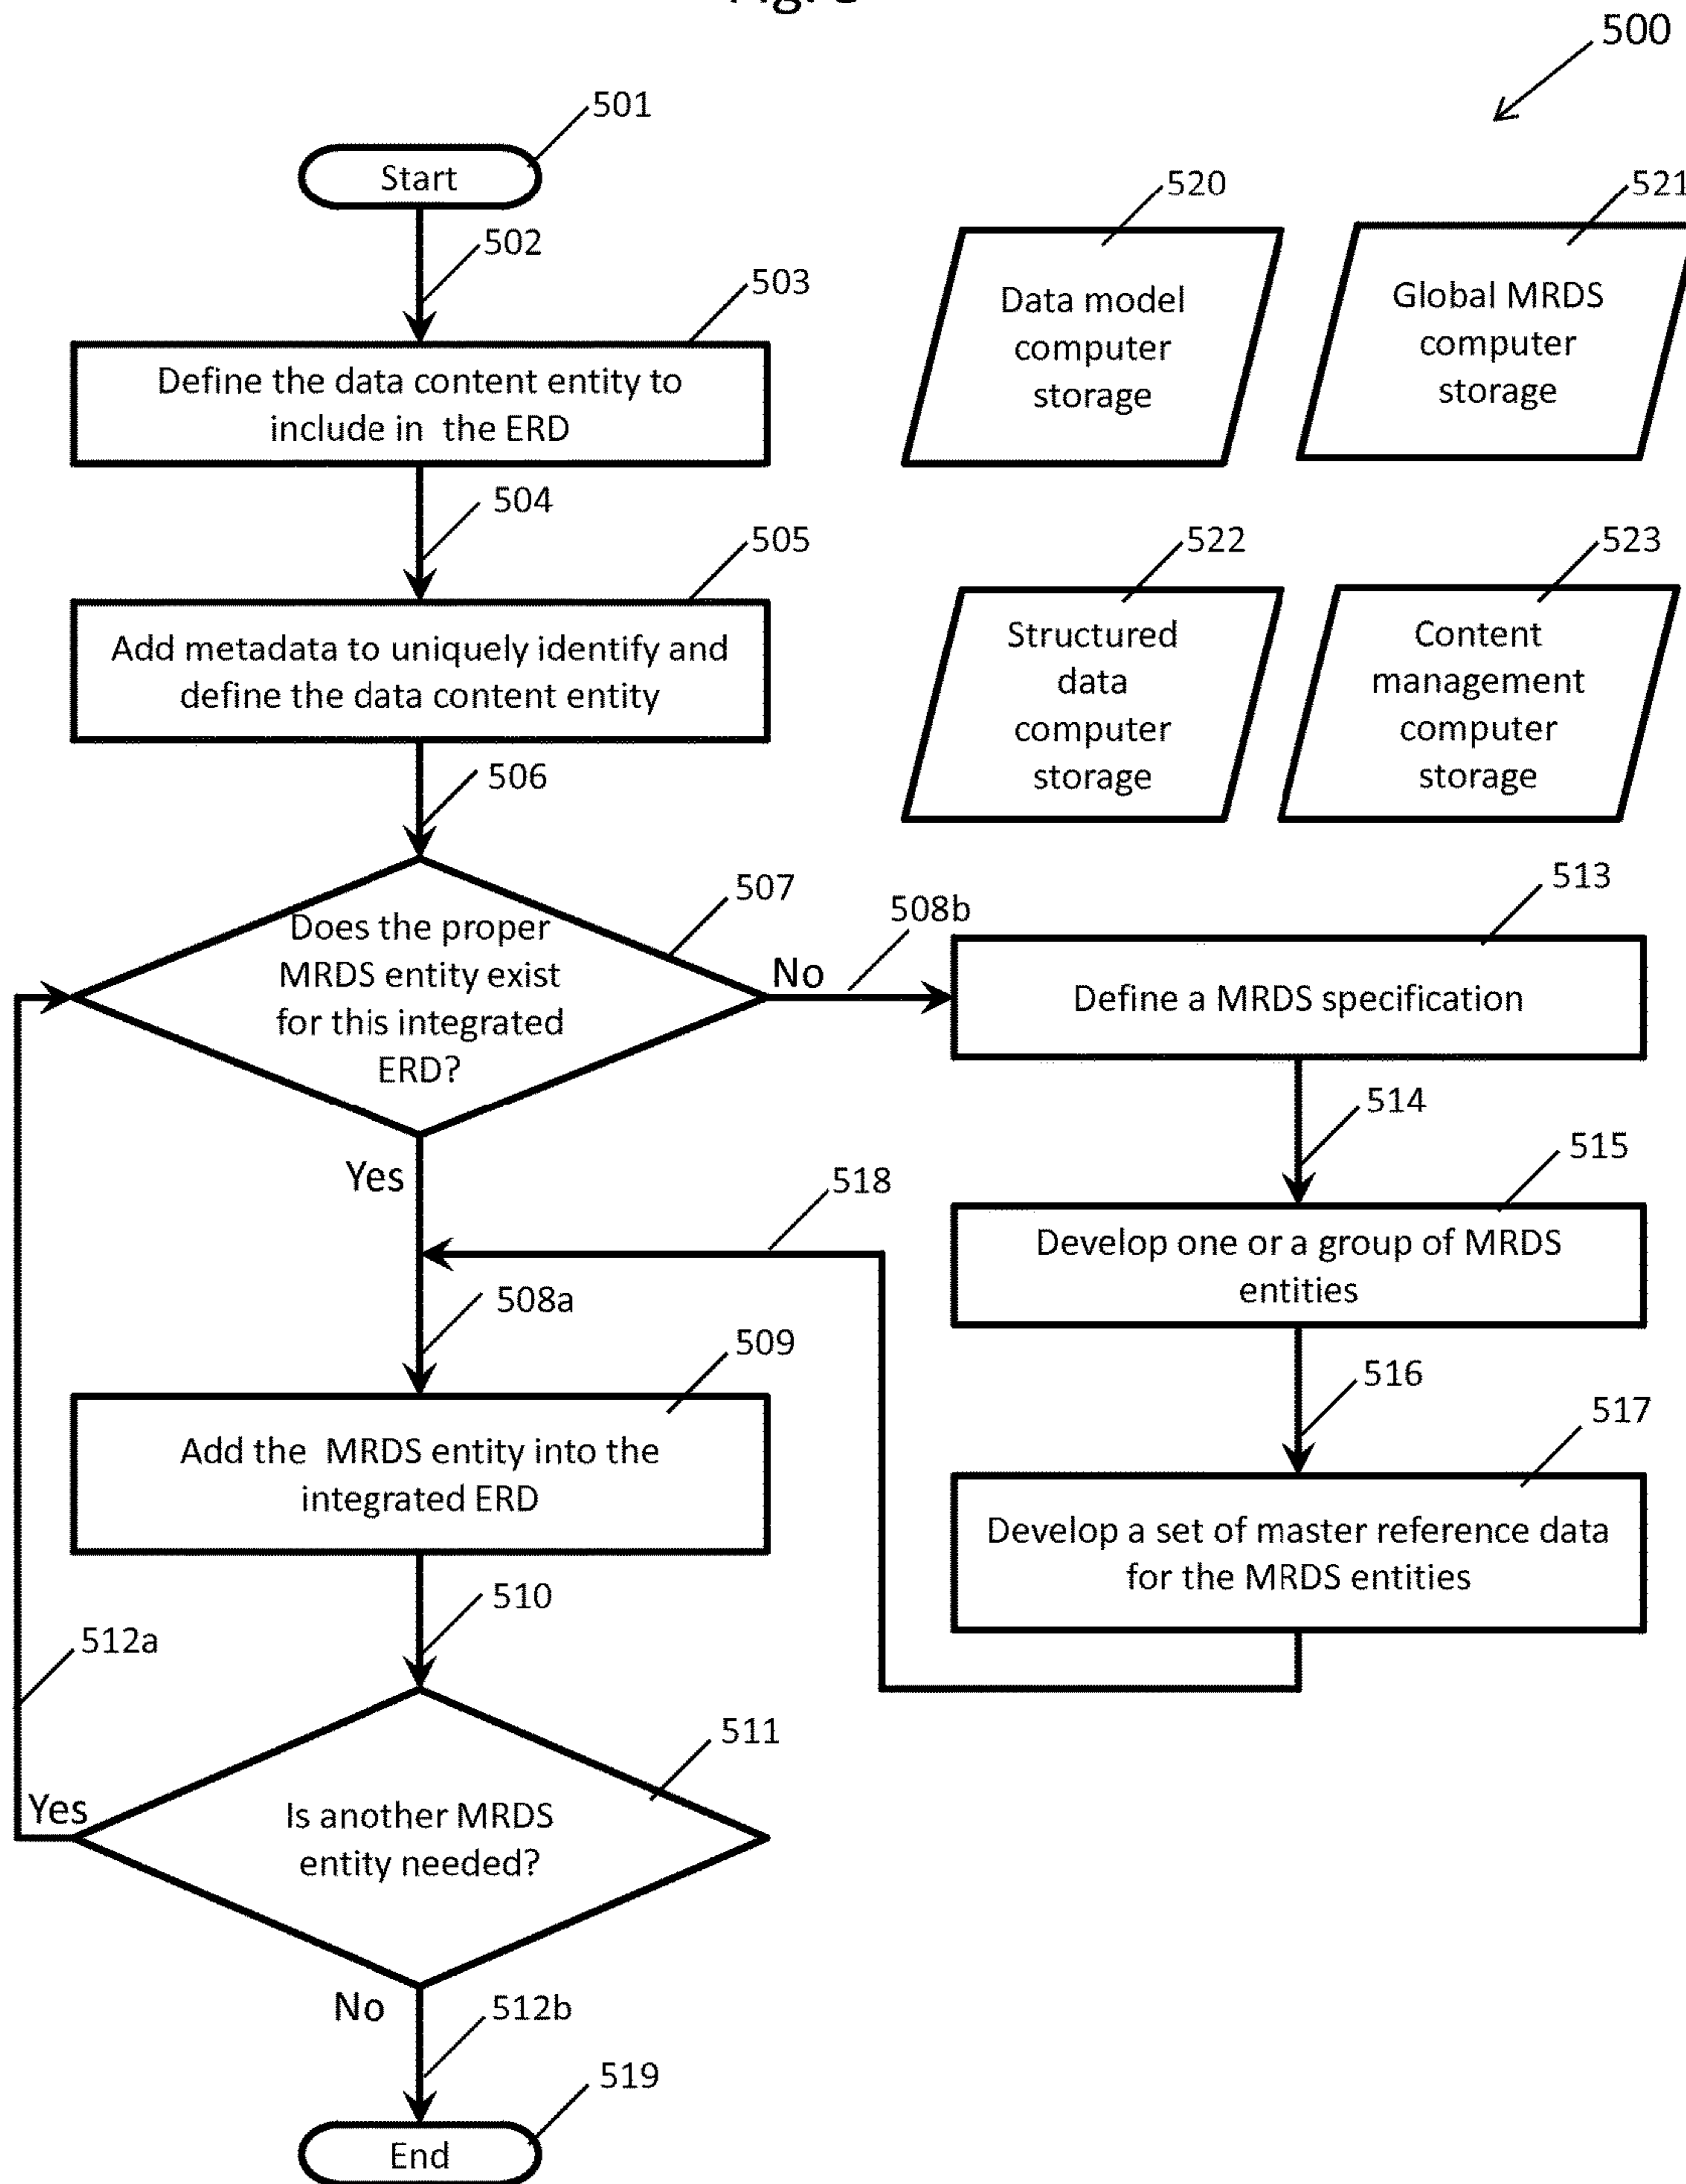 500
501
Start
502
503
Define the data content entity to
include in the ERD
504
505
Add metadata to uniquely identify and
define the data content entity
506
507
Does the proper
MRDS entity exist
for this integrated
ERD?
Yes
508a
509
Add the MRDS entity into the
integrated ERD
510
511
Is another MRDS
entity needed?
Yes
512a
No
512b
519
End
520
Data model
computer
storage
521
Global MRDS
computer
storage
522
Structured
data
computer
storage
523
Content
management
computer
storage
No
508b
513
Define a MRDS specification
514
515
Develop one or a group of MRDS
entities
516
517
Develop a set of master reference data
for the MRDS entities
518